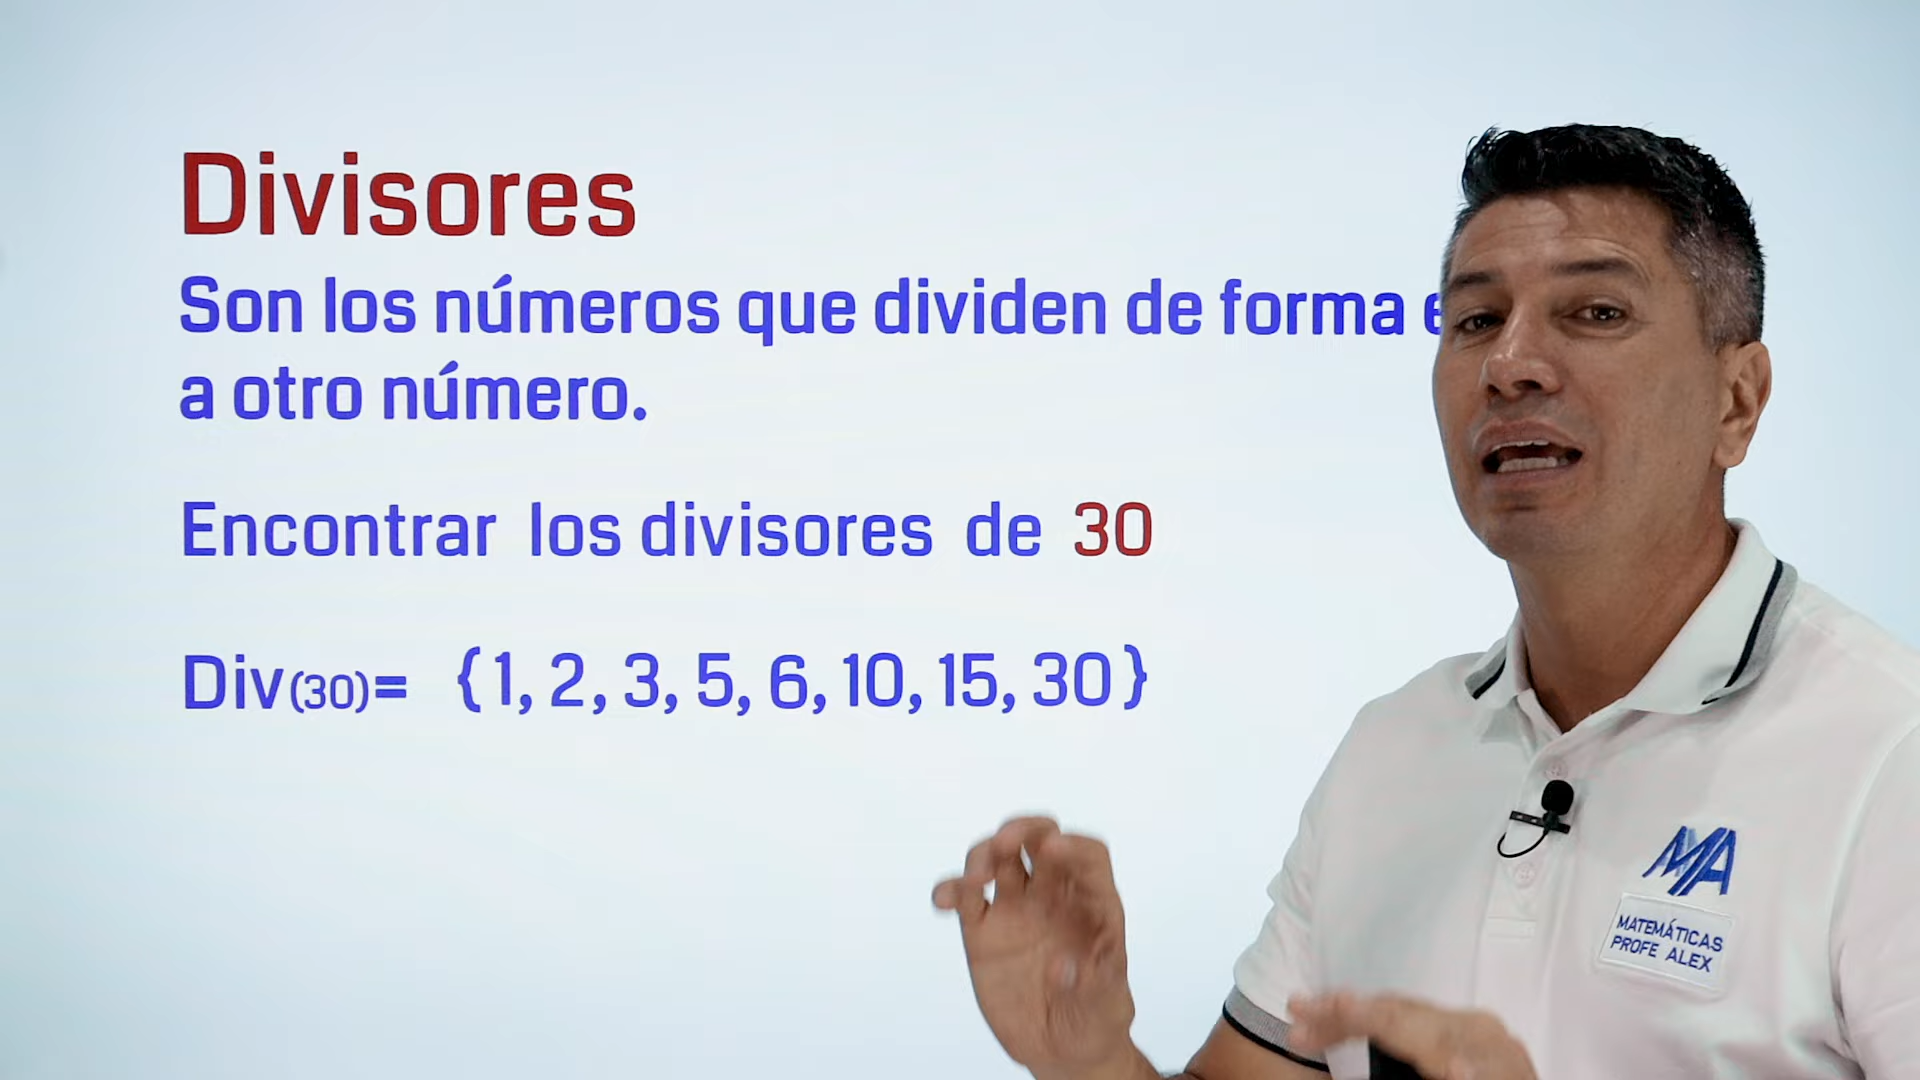 Divisores
Son los números que dividen de forma
a otro número.
Encontrar los divisores de 30
Div(30)= {1, 2, 3, 5, 6, 10, 15, 30}
MA
MATEMÁTICAS
PROFE ALEX